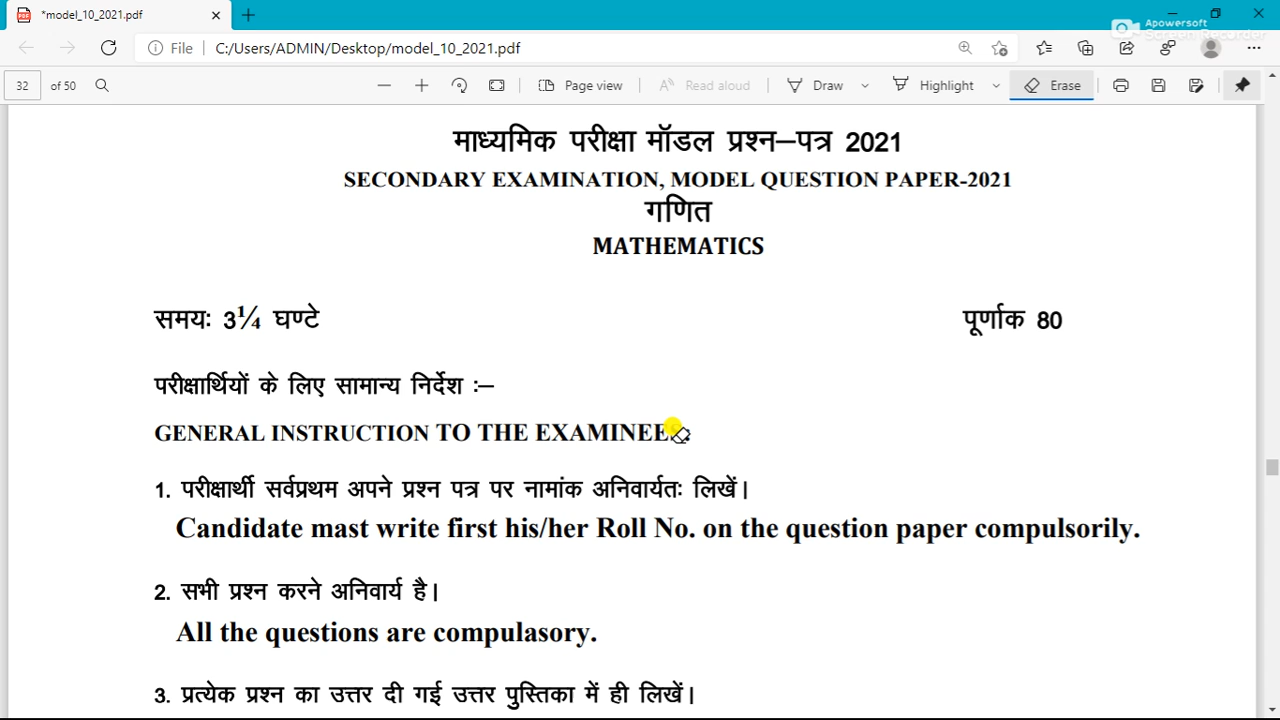 *model_10_2021.pdf
Apowersoft
Screen Recorder
File C:/Users/ADMIN/Desktop/model_10_2021.pdf
32 of 50 Page view Read aloud Draw Highlight Erase
माध्यमिक परीक्षा मॉडल प्रश्न–पत्र 2021
SECONDARY EXAMINATION, MODEL QUESTION PAPER-2021
गणित
MATHEMATICS
समयः 3¼ घण्टे पूर्णाक 80
परीक्षार्थियों के लिए सामान्य निर्देश :–
GENERAL INSTRUCTION TO THE EXAMINEES
1. परीक्षार्थी सर्वप्रथम अपने प्रश्न पत्र पर नामांक अनिवार्यतः लिखें।
Candidate mast write first his/her Roll No. on the question paper compulsorily.
2. सभी प्रश्न करने अनिवार्य है।
All the questions are compulasory.
3. प्रत्येक प्रश्न का उत्तर दी गई उत्तर पुस्तिका में ही लिखें।